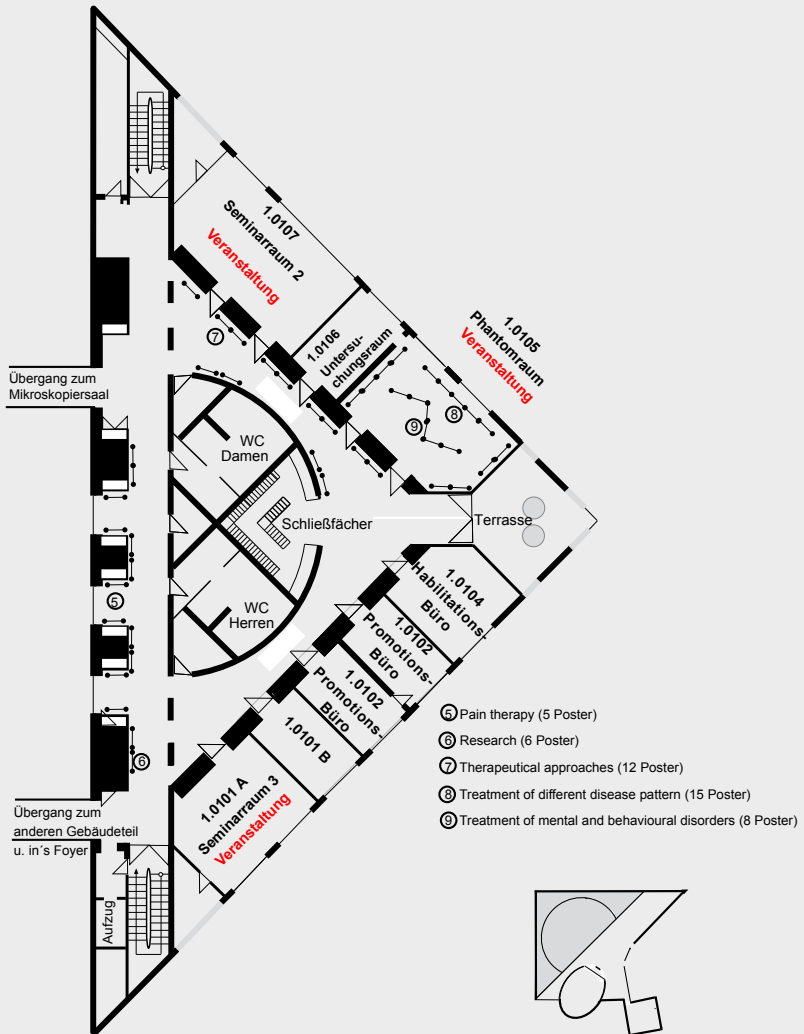 1.0107
Seminarraum 2
Veranstaltung
1.0106
Untersu-
chungsraum
1.0105
Phantomraum
Veranstaltung
7
8
9
Übergang zum
Mikroskopiersaal
WC
Damen
Schließfächer
Terrasse
5
WC
Herren
1.0104
Habilitations-
Büro
1.0102
Promotions-
Büro
1.0102
Promotions-
Büro
1.0101 B
1.0101 A
Seminarraum 3
Veranstaltung
6
Übergang zum
anderen Gebäudeteil
u. in´s Foyer
Aufzug
5 Pain therapy (5 Poster)
6 Research (6 Poster)
7 Therapeutical approaches (12 Poster)
8 Treatment of different disease pattern (15 Poster)
9 Treatment of mental and behavioural disorders (8 Poster)